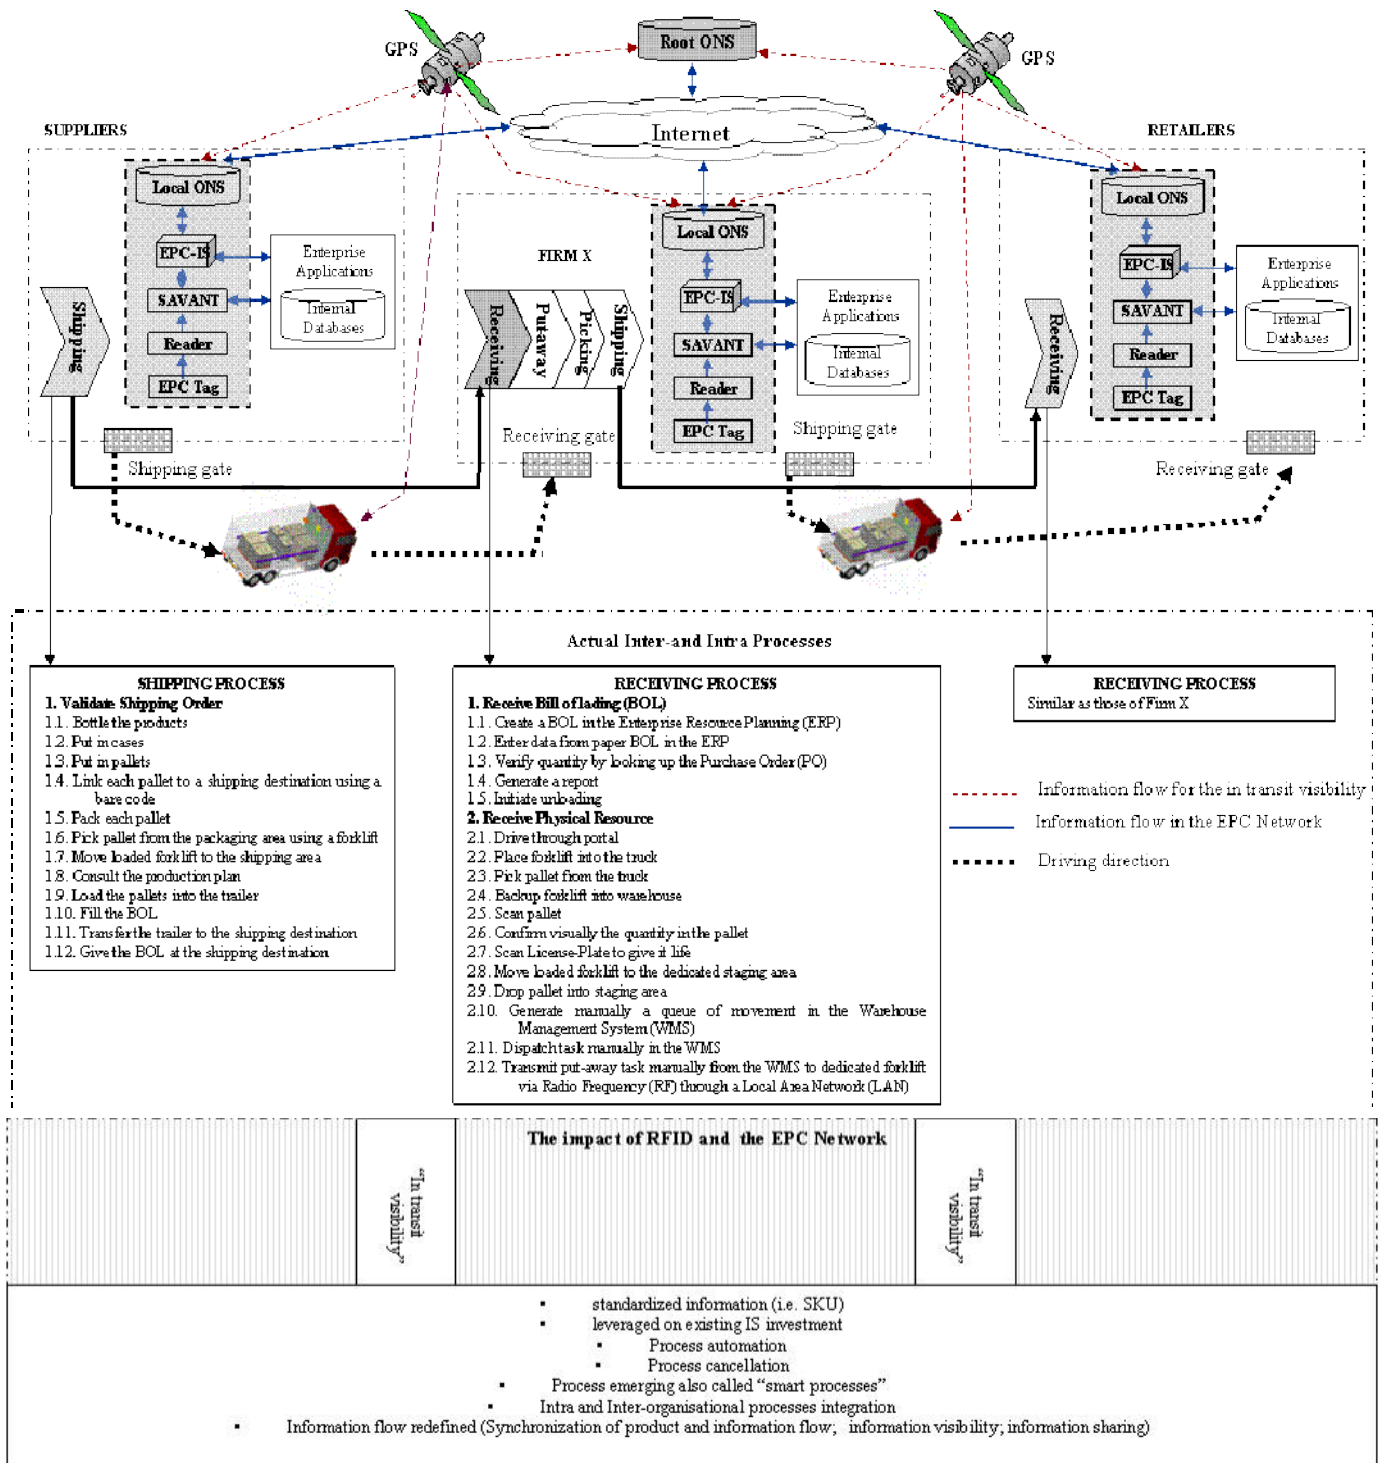 GPS
Root ONS
GPS
Internet
SUPPLIERS
RETAILERS
Local ONS
EPC-IS
SAVANT
Reader
EPC Tag
Enterprise
Applications
Internal
Databases
Shipping
Shipping gate
FIRM X
Receiving
Put-away
Picking
Shipping
Local ONS
EPC-IS
SAVANT
Reader
EPC Tag
Enterprise
Applications
Internal
Databases
Receiving gate
Shipping gate
Receiving
Local ONS
EPC-IS
SAVANT
Reader
EPC Tag
Enterprise
Applications
Internal
Databases
Receiving gate
Actual Inter-and Intra Processes
SHIPPING PROCESS
1. Validate Shipping Order
1.1. Bottle the products
1.2. Put in cases
1.3. Put in pallets
1.4. Link each pallet to a shipping destination using a
bare code
1.5. Pack each pallet
1.6. Pick pallet from the packaging area using a forklift
1.7. Move loaded forklift to the shipping area
1.8. Consult the production plan
1.9. Load the pallets into the trailer
1.10. Fill the BOL
1.11. Transfer the trailer to the shipping destination
1.12. Give the BOL at the shipping destination
RECEIVING PROCESS
1. Receive Bill of lading (BOL)
1.1. Create a BOL in the Enterprise Resource Planning (ERP)
1.2. Enter data from paper BOL in the ERP
1.3. Verify quantity by looking up the Purchase Order (PO)
1.4. Generate a report
1.5. Initiate unloading
2. Receive Physical Resource
2.1. Drive through portal
2.2. Place forklift into the truck
2.3. Pick pallet from the truck
2.4. Backup forklift into warehouse
2.5. Scan pallet
2.6. Confirm visually the quantity in the pallet
2.7. Scan License-Plate to give it life
2.8. Move loaded forklift to the dedicated staging area
2.9. Drop pallet into staging area
2.10. Generate manually a queue of movement in the Warehouse
Management System (WMS)
2.11. Dispatch task manually in the WMS
2.12. Transmit put-away task manually from the WMS to dedicated forklift
via Radio Frequency (RF) through a Local Area Network (LAN)
RECEIVING PROCESS
Similar as those of Firm X
Information flow for the in transit visibility
Information flow in the EPC Network
Driving direction
The impact of RFID and the EPC Network
"In transit
visibility"
"In transit
visibility"
▪ standardized information (i.e. SKU)
▪ leveraged on existing IS investment
▪ Process automation
▪ Process cancellation
▪ Process emerging also called "smart processes"
▪ Intra and Inter-organisational processes integration
▪ Information flow redefined (Synchronization of product and information flow; information visibility; information sharing)